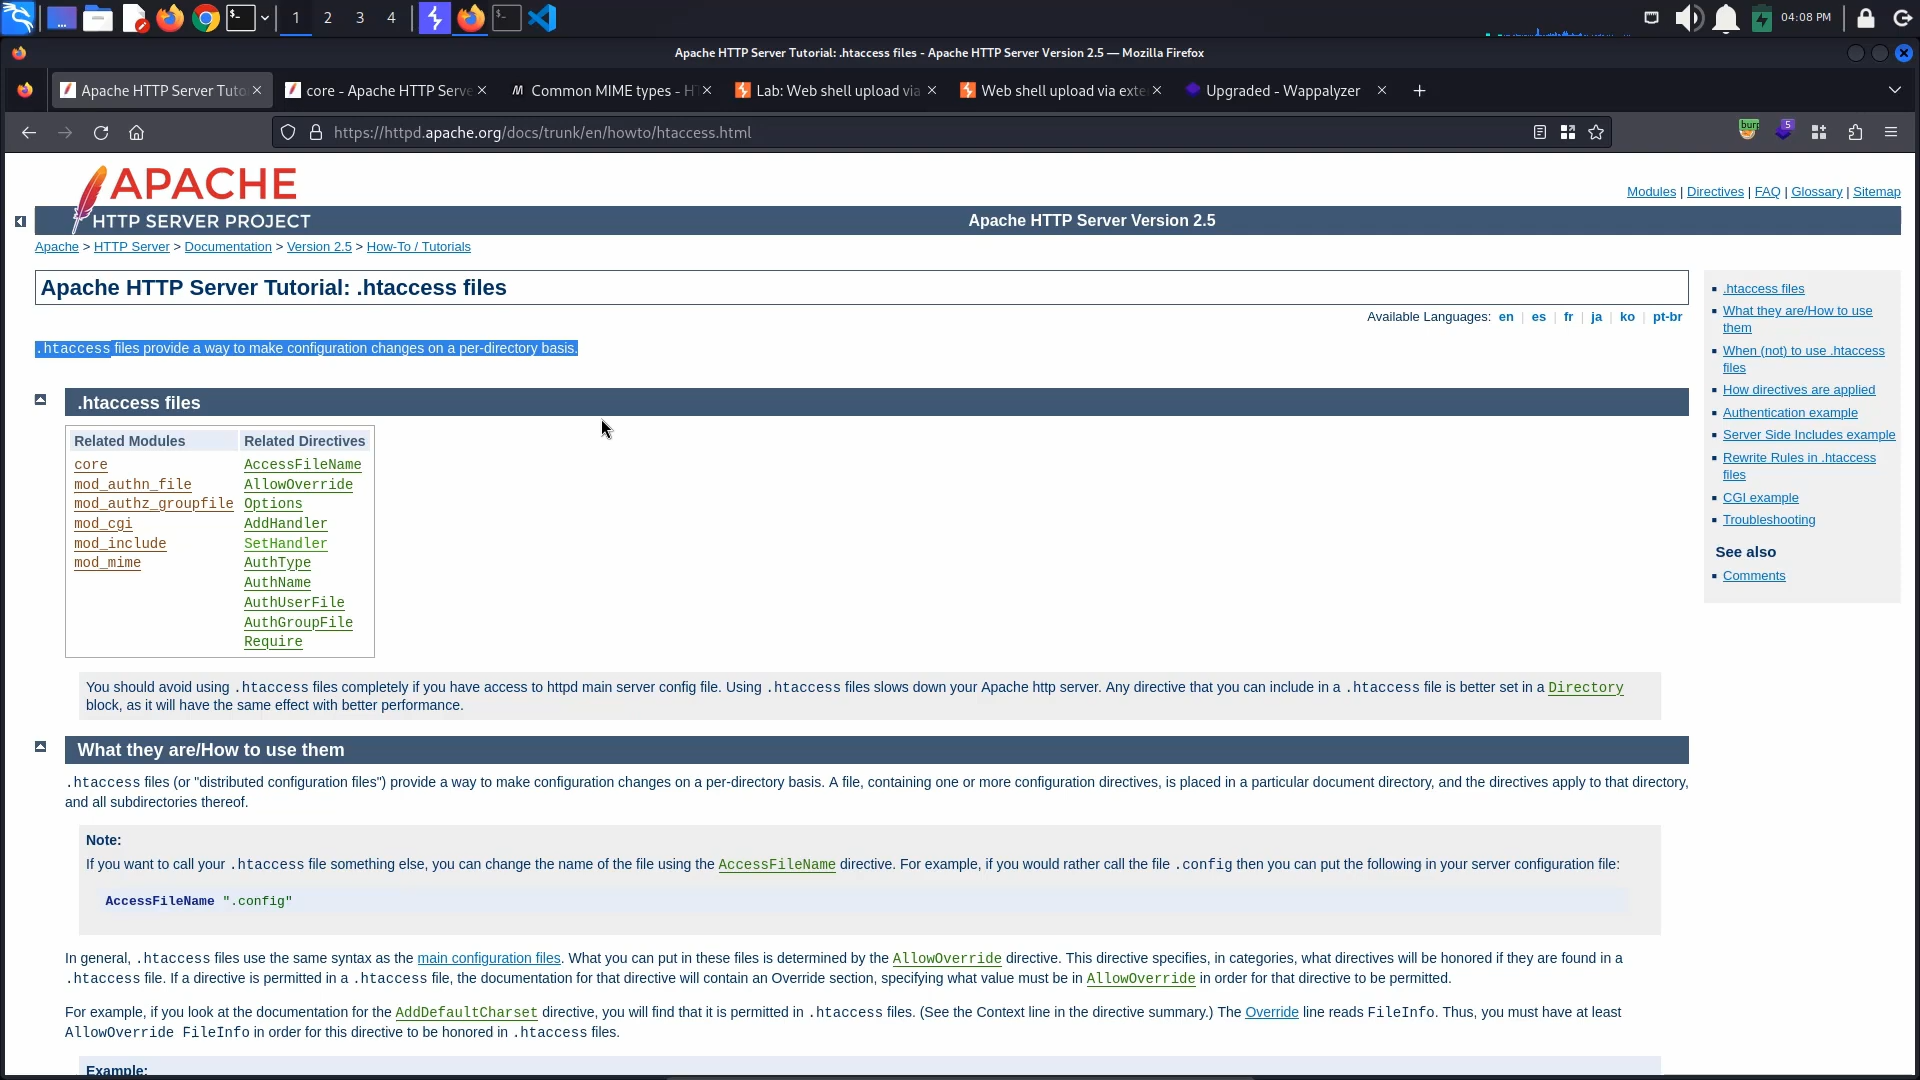 1 2 3 4
04:08 PM
Apache HTTP Server Tutorial: .htaccess files - Apache HTTP Server Version 2.5 — Mozilla Firefox
Apache HTTP Server Tuto
core - Apache HTTP Serve
Common MIME types - HT
Lab: Web shell upload via
Web shell upload via exte
Upgraded - Wappalyzer
https://httpd.apache.org/docs/trunk/en/howto/htaccess.html
burp
5
APACHE
HTTP SERVER PROJECT
Modules | Directives | FAQ | Glossary | Sitemap
Apache HTTP Server Version 2.5
Apache > HTTP Server > Documentation > Version 2.5 > How-To / Tutorials
Apache HTTP Server Tutorial: .htaccess files
Available Languages: en | es | fr | ja | ko | pt-br
.htaccess files provide a way to make configuration changes on a per-directory basis.
.htaccess files
Related Modules
core
mod_authn_file
mod_authz_groupfile
mod_cgi
mod_include
mod_mime
Related Directives
AccessFileName
AllowOverride
Options
AddHandler
SetHandler
AuthType
AuthName
AuthUserFile
AuthGroupFile
Require
You should avoid using .htaccess files completely if you have access to httpd main server config file. Using .htaccess files slows down your Apache http server. Any directive that you can include in a .htaccess file is better set in a Directory
block, as it will have the same effect with better performance.
What they are/How to use them
.htaccess files (or "distributed configuration files") provide a way to make configuration changes on a per-directory basis. A file, containing one or more configuration directives, is placed in a particular document directory, and the directives apply to that directory,
and all subdirectories thereof.
Note:
If you want to call your .htaccess file something else, you can change the name of the file using the AccessFileName directive. For example, if you would rather call the file .config then you can put the following in your server configuration file:
AccessFileName ".config"
In general, .htaccess files use the same syntax as the main configuration files. What you can put in these files is determined by the AllowOverride directive. This directive specifies, in categories, what directives will be honored if they are found in a
.htaccess file. If a directive is permitted in a .htaccess file, the documentation for that directive will contain an Override section, specifying what value must be in AllowOverride in order for that directive to be permitted.
For example, if you look at the documentation for the AddDefaultCharset directive, you will find that it is permitted in .htaccess files. (See the Context line in the directive summary.) The Override line reads FileInfo. Thus, you must have at least
AllowOverride FileInfo in order for this directive to be honored in .htaccess files.
Example:
.htaccess files
What they are/How to use
them
When (not) to use .htaccess
files
How directives are applied
Authentication example
Server Side Includes example
Rewrite Rules in .htaccess
files
CGI example
Troubleshooting
See also
Comments